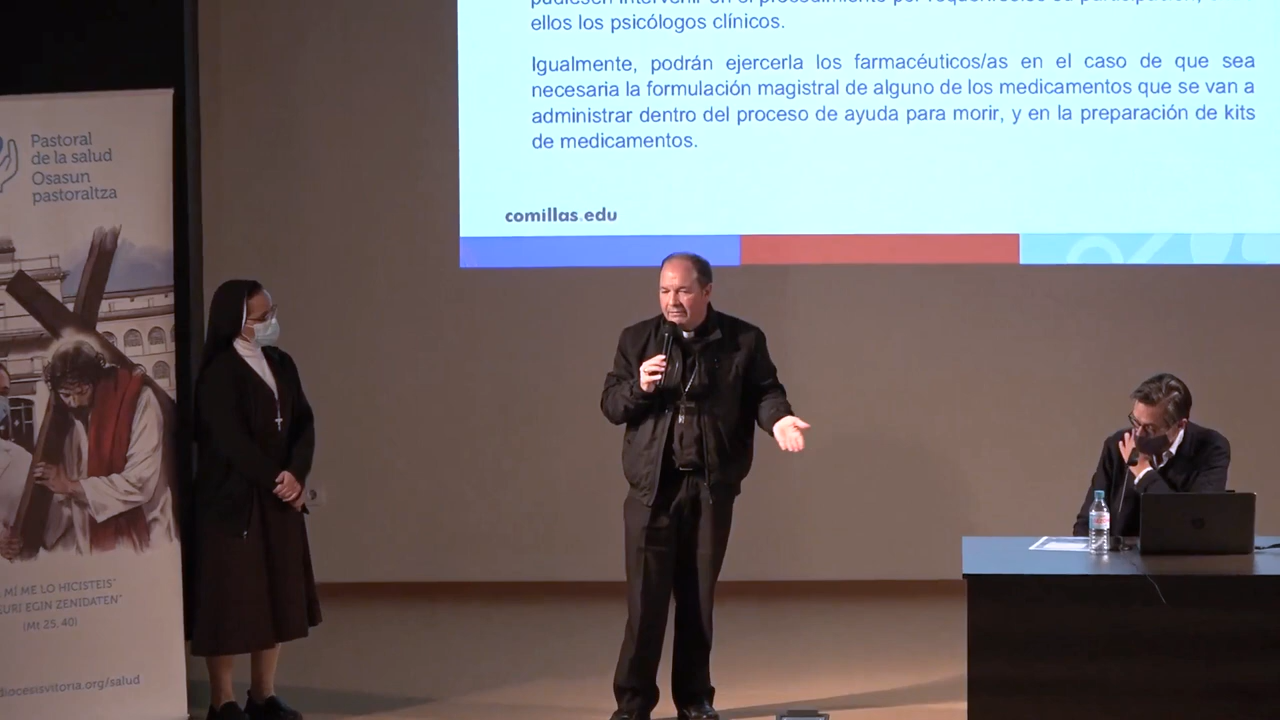 ellos los psicólogos clínicos.
Igualmente, podrán ejercerla los farmacéuticos/as en el caso de que sea
necesaria la formulación magistral de alguno de los medicamentos que se van a
administrar dentro del proceso de ayuda para morir, y en la preparación de kits
de medicamentos.
comillas.edu
Pastoral
de la salud
Osasun
pastoraltza
MÍ ME LO HICISTEIS"
EGIN ZENIDATEN"
(Mt 25, 40)
diocesisvitoria.org/salud